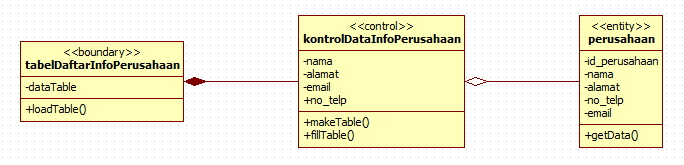 <<boundary>>
tabelDaftarInfoPerusahaan
-dataTable
+loadTable()
<<control>>
kontrolDataInfoPerusahaan
-nama
-alamat
-email
+no_telp
+makeTable()
+fillTable()
<<entity>>
perusahaan
-id_perusahaan
-nama
-alamat
-no_telp
-email
+getData()